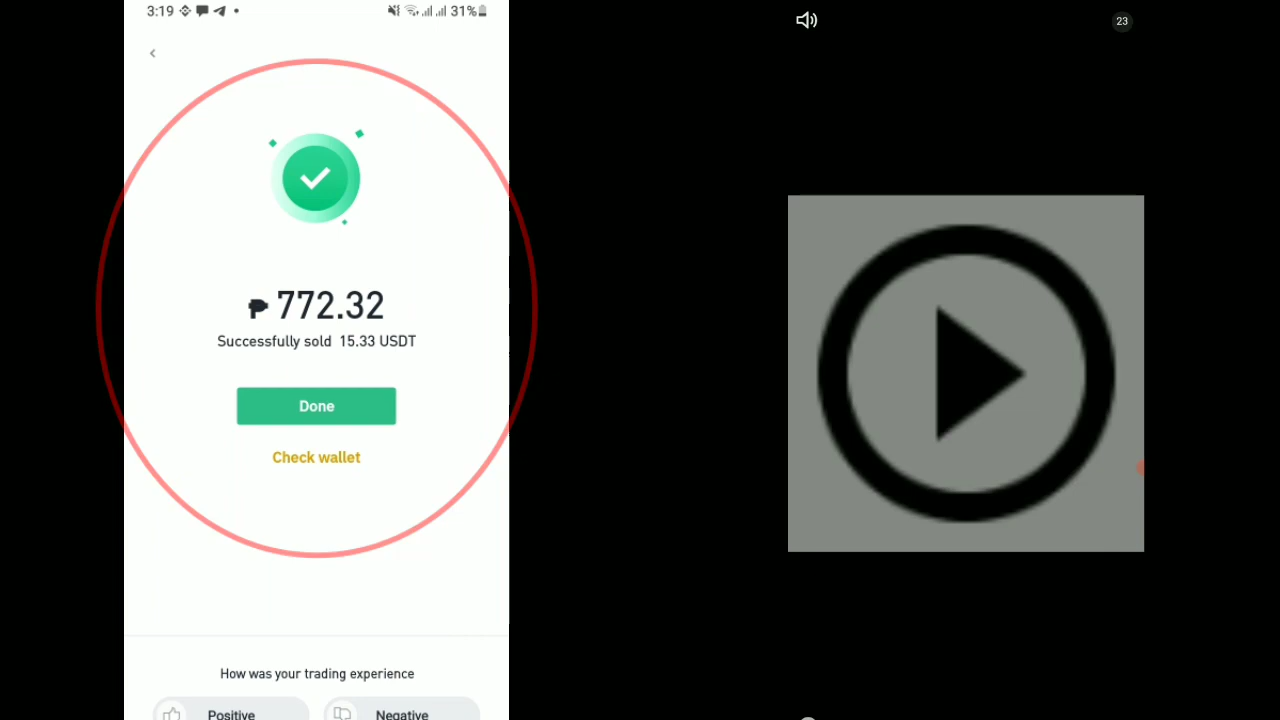 3:19 31%
23
₱ 772.32
Successfully sold 15.33 USDT
Done
Check wallet
How was your trading experience
Positive Negative